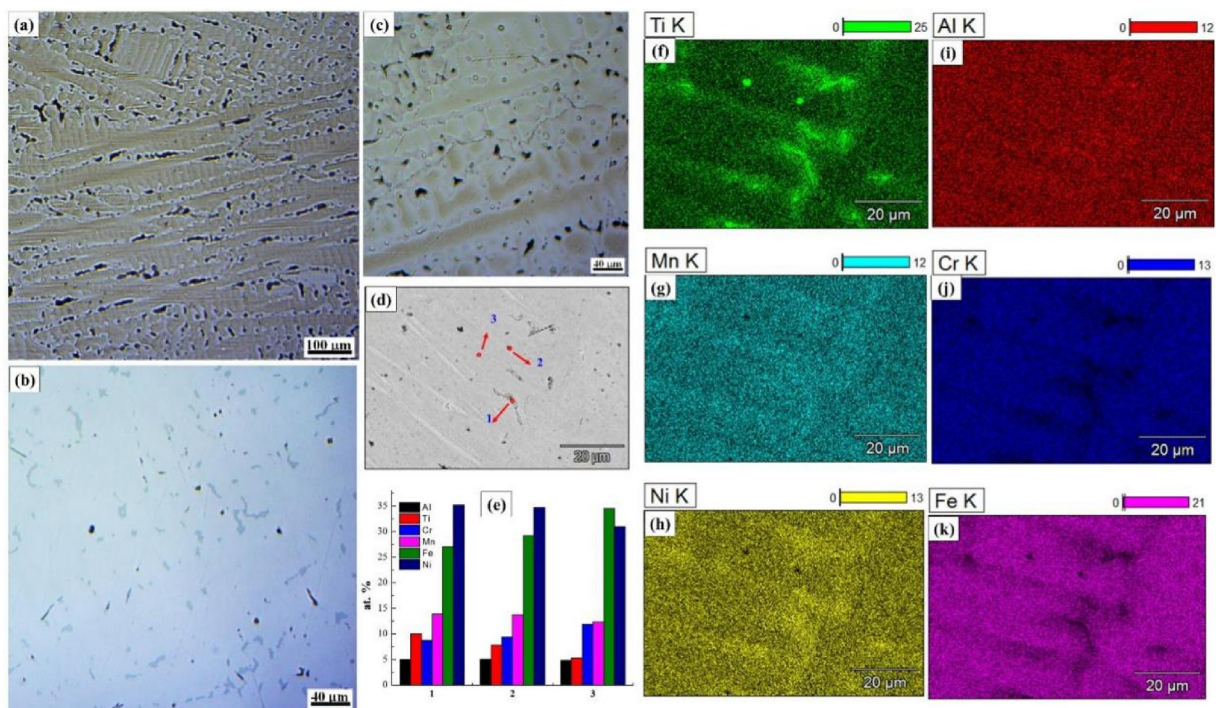 (a)
100 μm
(b)
40 μm
(c)
40 μm
(d)
3
2
1
20 μm
(e)
at. %
35
30
25
20
15
10
5
0
Al
Ti
Cr
Mn
Fe
Ni
1 2 3
Ti K 0 25
(f)
20 μm
Al K 0 12
(i)
20 μm
Mn K 0 12
(g)
20 μm
Cr K 0 13
(j)
20 μm
Ni K 0 13
(h)
20 μm
Fe K 0 21
(k)
20 μm